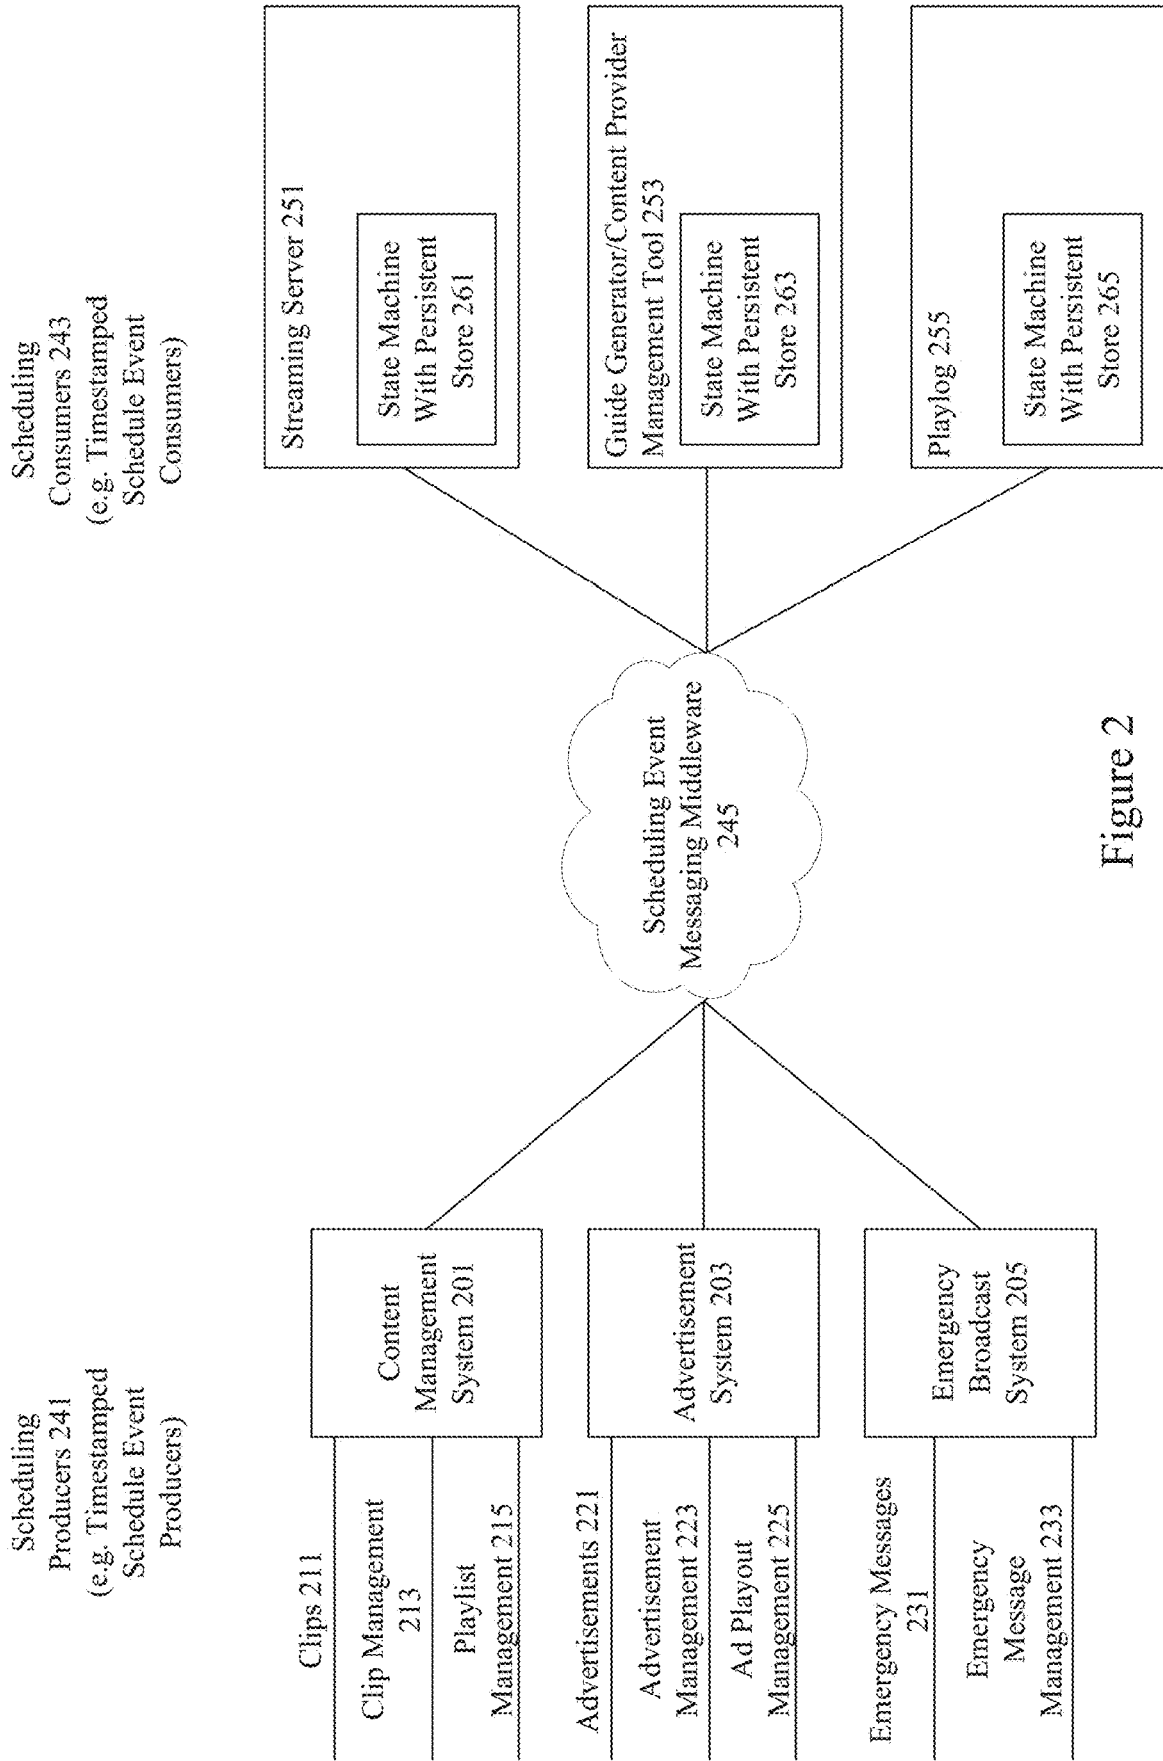 Scheduling
Producers 241
(e.g. Timestamped
Schedule Event
Producers)
Scheduling
Consumers 243
(e.g. Timestamped
Schedule Event
Consumers)
Clips 211
Clip Management
213
Playlist
Management 215
Content
Management
System 201
Advertisements 221
Advertisement
Management 223
Ad Playout
Management 225
Advertisement
System 203
Emergency Messages
231
Emergency
Message
Management 233
Emergency
Broadcast
System 205
Scheduling Event
Messaging Middleware
245
Streaming Server 251
State Machine
With Persistent
Store 261
Guide Generator/Content Provider
Management Tool 253
State Machine
With Persistent
Store 263
Playlog 255
State Machine
With Persistent
Store 265
Figure 2